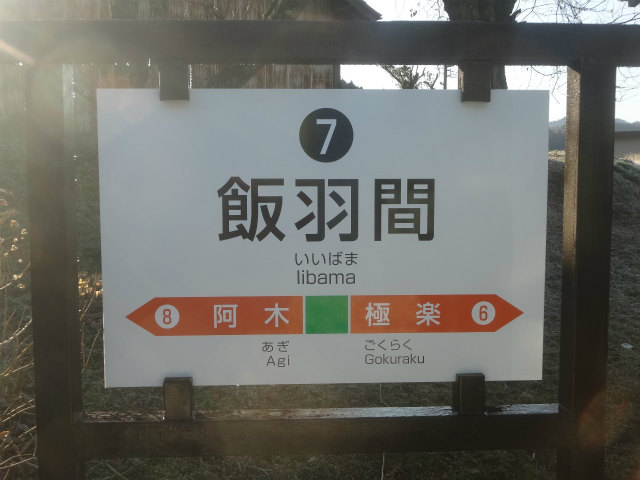 7
飯羽間
いいばま
Iibama
8 阿木 極楽 6
あぎ ごくらく
Agi Gokuraku